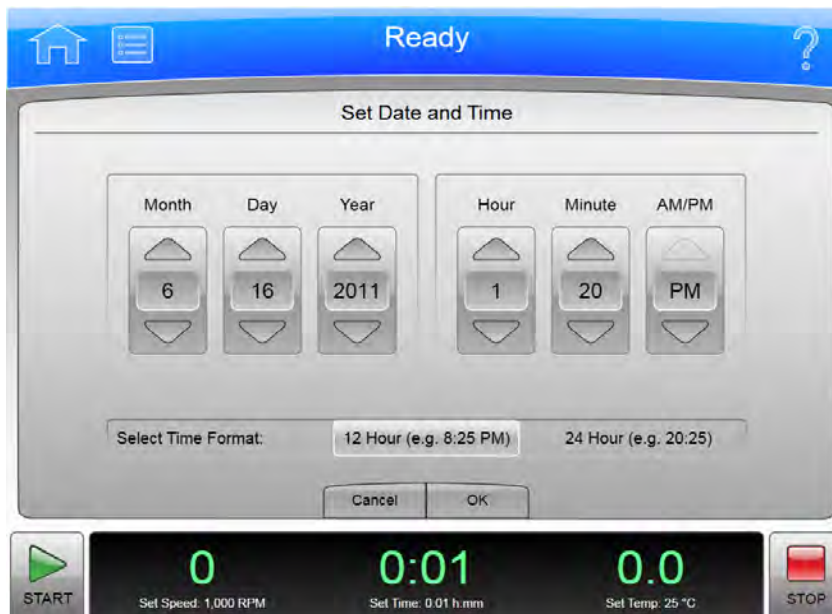 Ready
Set Date and Time
Month Day Year Hour Minute AM/PM
6 16 2011 1 20 PM
Select Time Format: 12 Hour (e.g. 8:25 PM) 24 Hour (e.g. 20:25)
Cancel OK
START 0 0:01 0.0 STOP
Set Speed: 1,000 RPM Set Time: 0:01 h:mm Set Temp: 25 °C